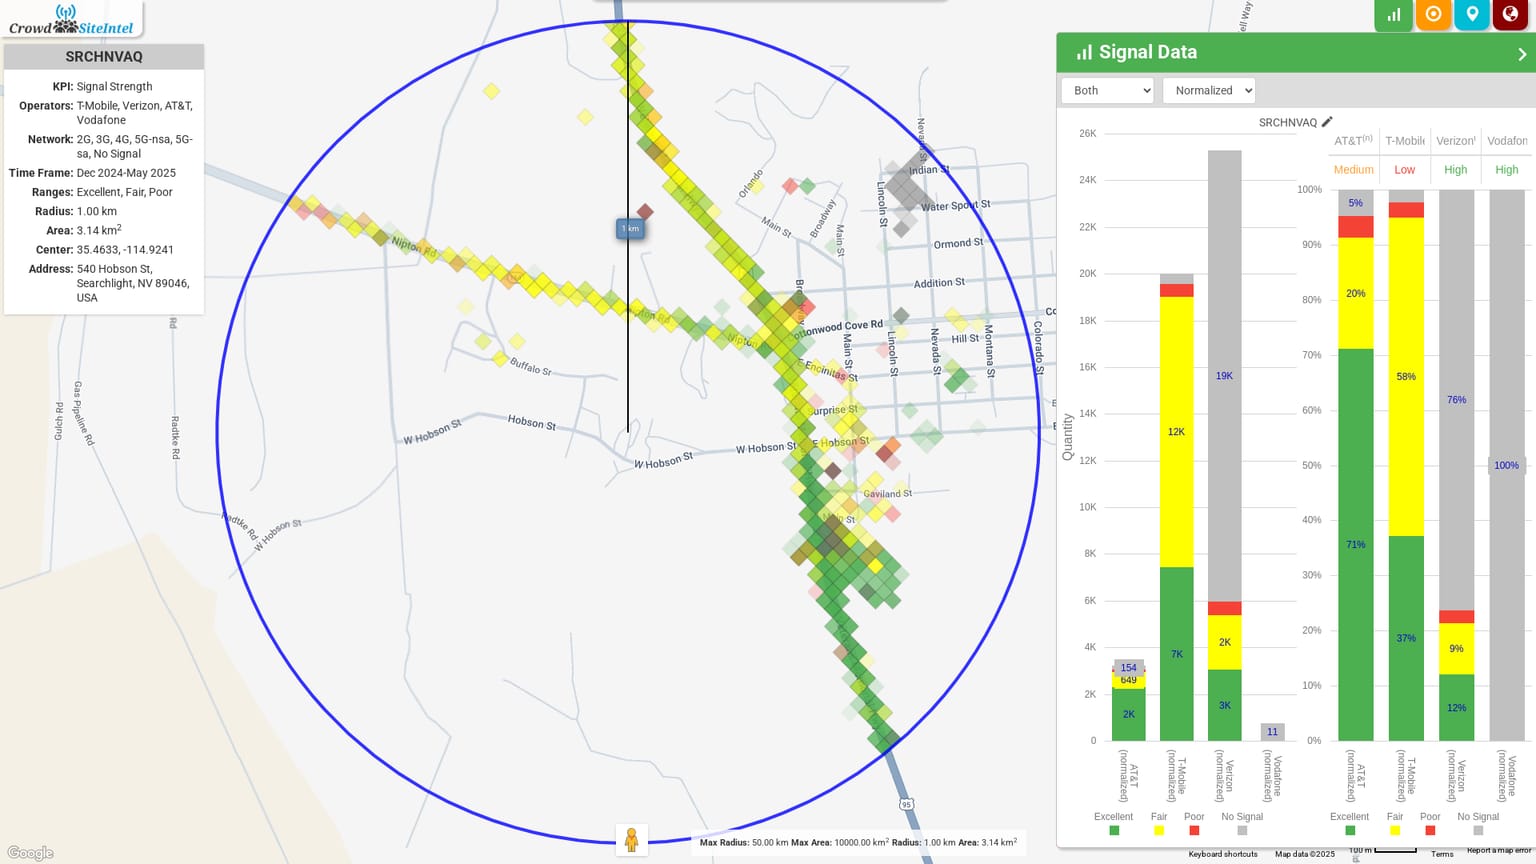 Crowd SiteIntel
SRCHNVAQ
KPI: Signal Strength
Operators: T-Mobile, Verizon, AT&T,
Vodafone
Network: 2G, 3G, 4G, 5G-nsa, 5G-
sa, No Signal
Time Frame: Dec 2024-May 2025
Ranges: Excellent, Fair, Poor
Radius: 1.00 km
Area: 3.14 km2
Center: 35.4633, -114.9241
Address: 540 Hobson St,
Searchlight, NV 89046,
USA
ell Way
Orlando
Main St
Broadway
Main St
Lincoln St
Indian St
Water Spout St
Ormond St
Addition St
Nipton Rd
1 km
Nipton Rd
Nipton
Cottonwood Cove Rd
Co
Main St
Lincoln St
Nevada St
Hill St
Montana St
Colorado St
Rd
Buffalo St
E Encinitas St
Surprise St
Gulch Rd
Gas Pipeline Rd
Radtke Rd
W Hobson St
Hobson St
W Hobson St
W Hobson St
E Hobson St
Gaviland St
Main St
Radtke Rd
W Hobson St
95
Google
Max Radius: 50.00 km Max Area: 10000.00 km2 Radius: 1.00 km Area: 3.14 km2
Signal Data
Both
Normalized
SRCHNVAQ
26K
24K
22K
20K
18K
16K
14K
12K
10K
8K
6K
4K
2K
0
Quantity
154
649
2K
12K
7K
19K
2K
3K
11
AT&T (normalized)
T-Mobile (normalized)
Verizon (normalized)
Vodafone (normalized)
Excellent Fair Poor No Signal
AT&T(n) T-Mobile Verizon Vodafon
Medium Low High High
100%
90%
80%
70%
60%
50%
40%
30%
20%
10%
0%
5%
20%
71%
58%
37%
76%
9%
12%
100%
AT&T (normalized)
T-Mobile (normalized)
Verizon (normalized)
Vodafone (normalized)
Excellent Fair Poor No Signal
Keyboard shortcuts Map data ©2025 100 m Terms Report a map error